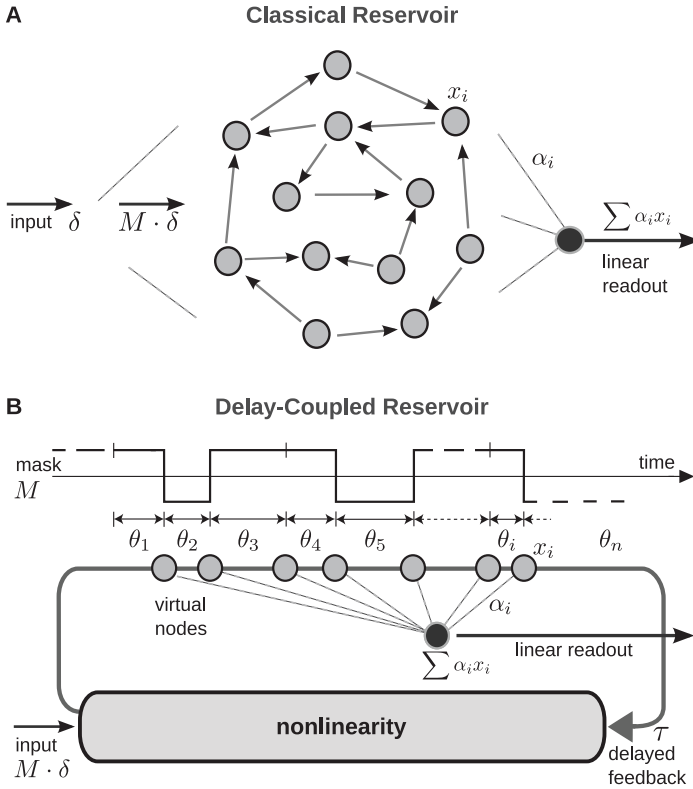 A
Classical Reservoir
x_i
α_i
input δ
M · δ
∑ α_i x_i
linear
readout
B
Delay-Coupled Reservoir
mask
M
time
θ_1 θ_2 θ_3 θ_4 θ_5 θ_i x_i θ_n
virtual
nodes
α_i
∑ α_i x_i
linear readout
nonlinearity
input
M · δ
τ
delayed
feedback